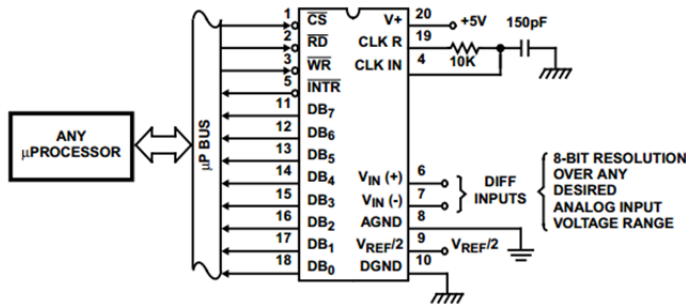 ANY
μPROCESSOR
μP BUS
1
2
3
5
11
12
13
14
15
16
17
18
CS
RD
WR
INTR
DB7
DB6
DB5
DB4
DB3
DB2
DB1
DB0
V+
CLK R
CLK IN
VIN (+)
VIN (-)
AGND
VREF/2
DGND
20
19
4
6
7
8
9
10
+5V
10K
150pF
DIFF
INPUTS
VREF/2
8-BIT RESOLUTION
OVER ANY
DESIRED
ANALOG INPUT
VOLTAGE RANGE